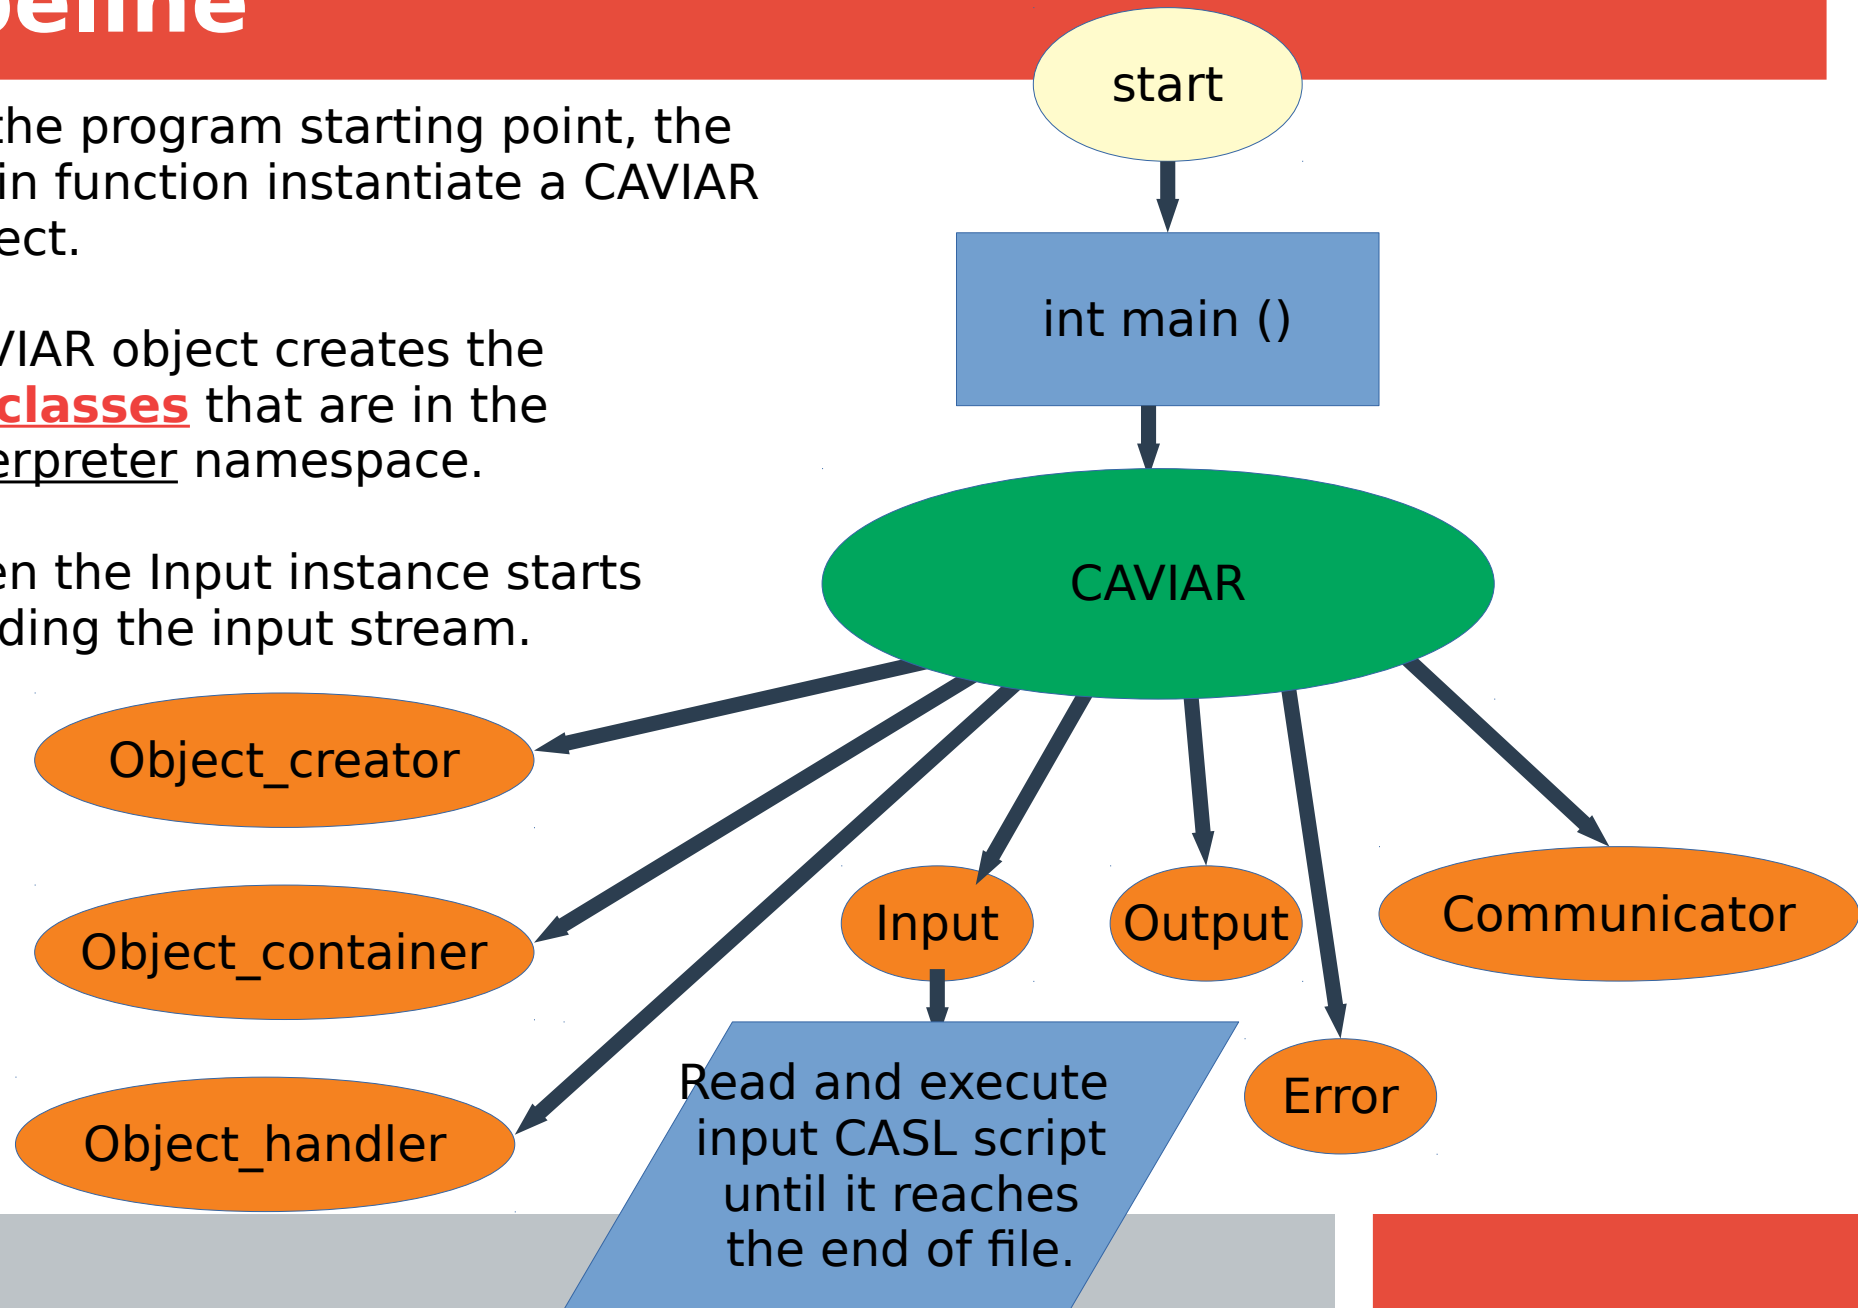 eline
the program starting point, the
in function instantiate a CAVIAR
ect.
VIAR object creates the
classes that are in the
erpreter namespace.
en the Input instance starts
ding the input stream.
start
int main ()
CAVIAR
Object_creator
Object_container
Object_handler
Input
Output
Communicator
Error
Read and execute
input CASL script
until it reaches
the end of file.